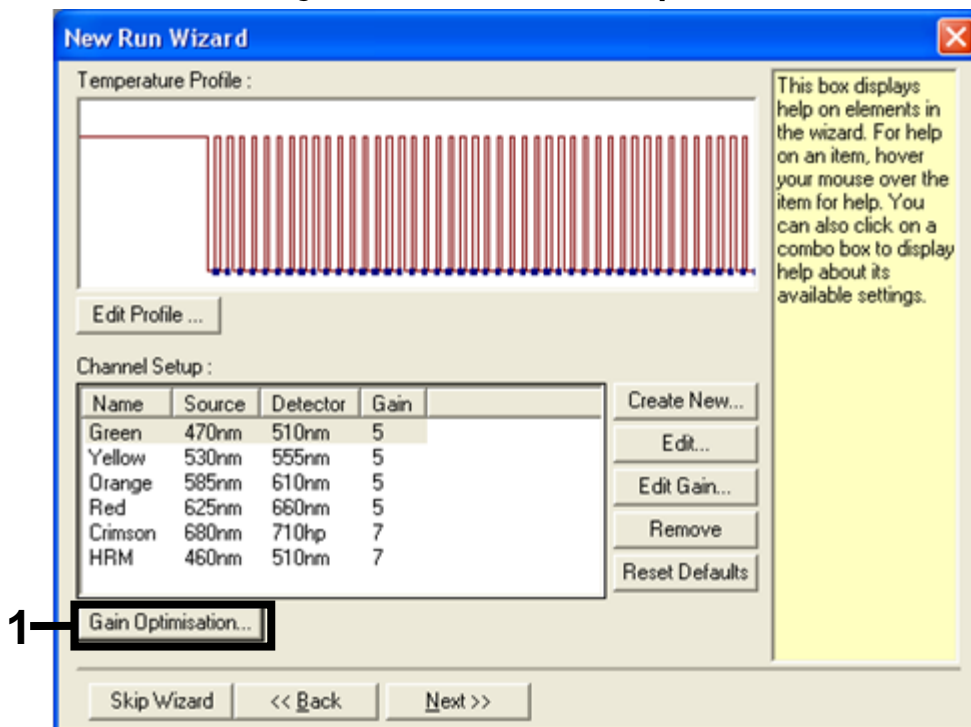 New Run Wizard
Temperature Profile :
This box displays
help on elements in
the wizard. For help
on an item, hover
your mouse over the
item for help. You
can also click on a
combo box to display
help about its
available settings.
Edit Profile ...
Channel Setup :
Name Source Detector Gain
Green 470nm 510nm 5
Yellow 530nm 555nm 5
Orange 585nm 610nm 5
Red 625nm 660nm 5
Crimson 680nm 710hp 7
HRM 460nm 510nm 7
Create New...
Edit...
Edit Gain...
Remove
Reset Defaults
1
Gain Optimisation...
Skip Wizard << Back Next >>